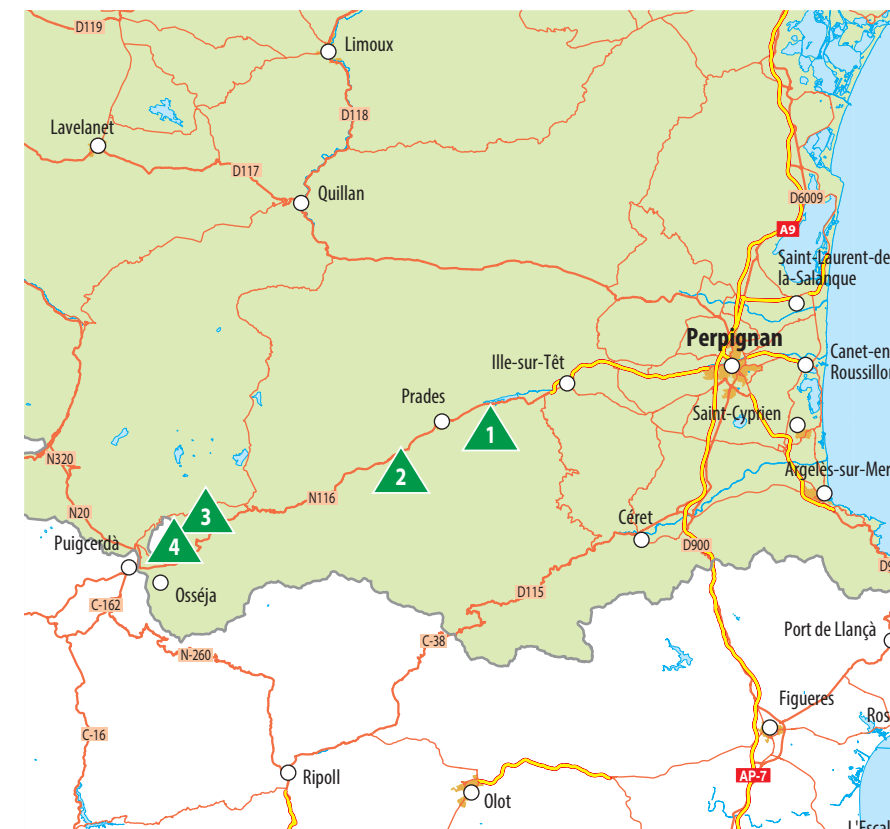 D119
Limoux
D118
Lavelanet
D117
Quillan
D6009
A9
Saint-Laurent-de
la-Salanque
Perpignan
Canet-en
Roussillon
Ille-sur-Têt
Prades
Saint-Cyprien
1
2
N320
Argelès-sur-Mer
N116
3
N20
Céret
4
Puigcerdà
D900
Osséja
D115
C-162
C-38
Port de Llançà
N-260
Figueres
Ros
C-16
Ripoll
AP-7
Olot
L'Escal